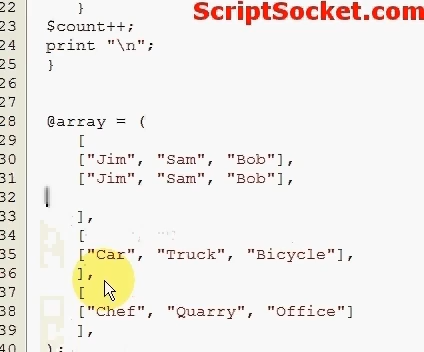 ScriptSocket.com
22 }
23 $count++;
24 print "\n";
25 }
26
27
28 @array = (
29 [
30 ["Jim", "Sam", "Bob"],
31 ["Jim", "Sam", "Bob"],
32
33 ],
34 [
35 ["Car", "Truck", "Bicycle"],
36 ],
37 [
38 ["Chef", "Quarry", "Office"]
39 ],
40 );